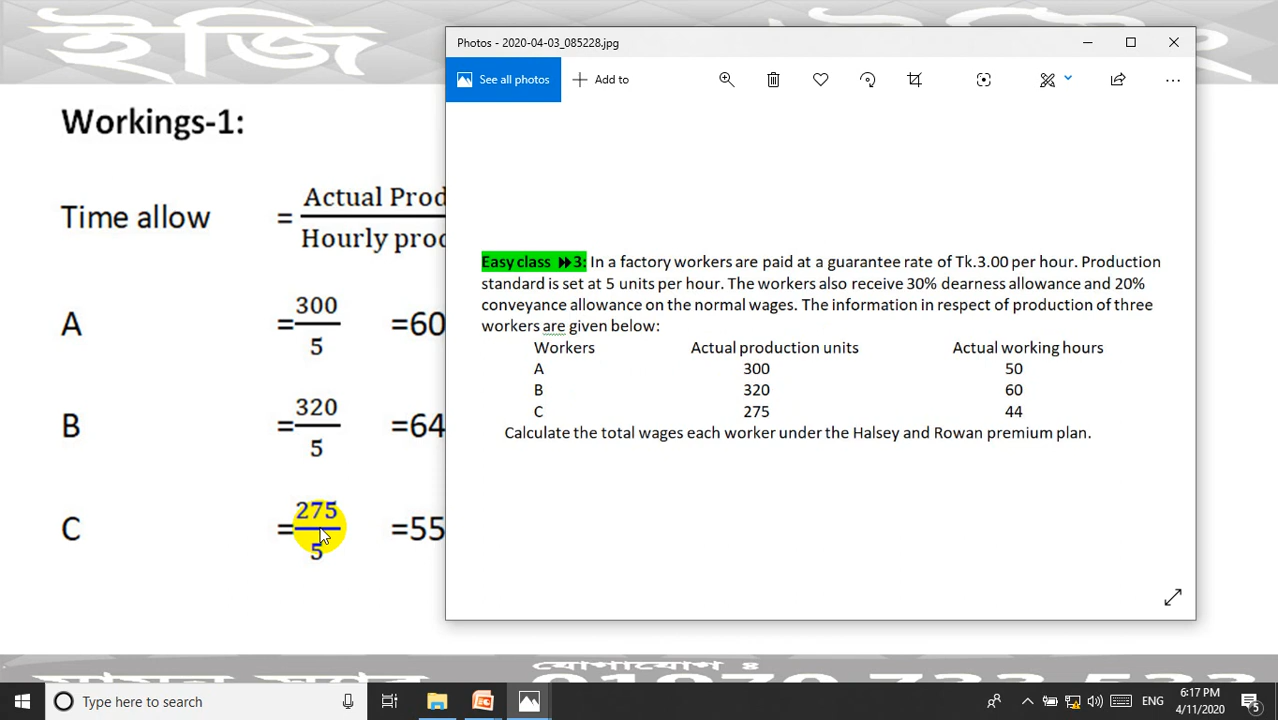 ইজি
Photos - 2020-04-03_085228.jpg
See all photos
Add to
Workings-1:
Time allow = Actual Prod
Hourly proc
A =300/5 =60
B =320/5 =64
C =275/5 =55
Easy class ⏩3: In a factory workers are paid at a guarantee rate of Tk.3.00 per hour. Production
standard is set at 5 units per hour. The workers also receive 30% dearness allowance and 20%
conveyance allowance on the normal wages. The information in respect of production of three
workers are given below:
Workers Actual production units Actual working hours
A 300 50
B 320 60
C 275 44
Calculate the total wages each worker under the Halsey and Rowan premium plan.
যোগাযোগ ঃ
Type here to search
ENG
6:17 PM
4/11/2020
5